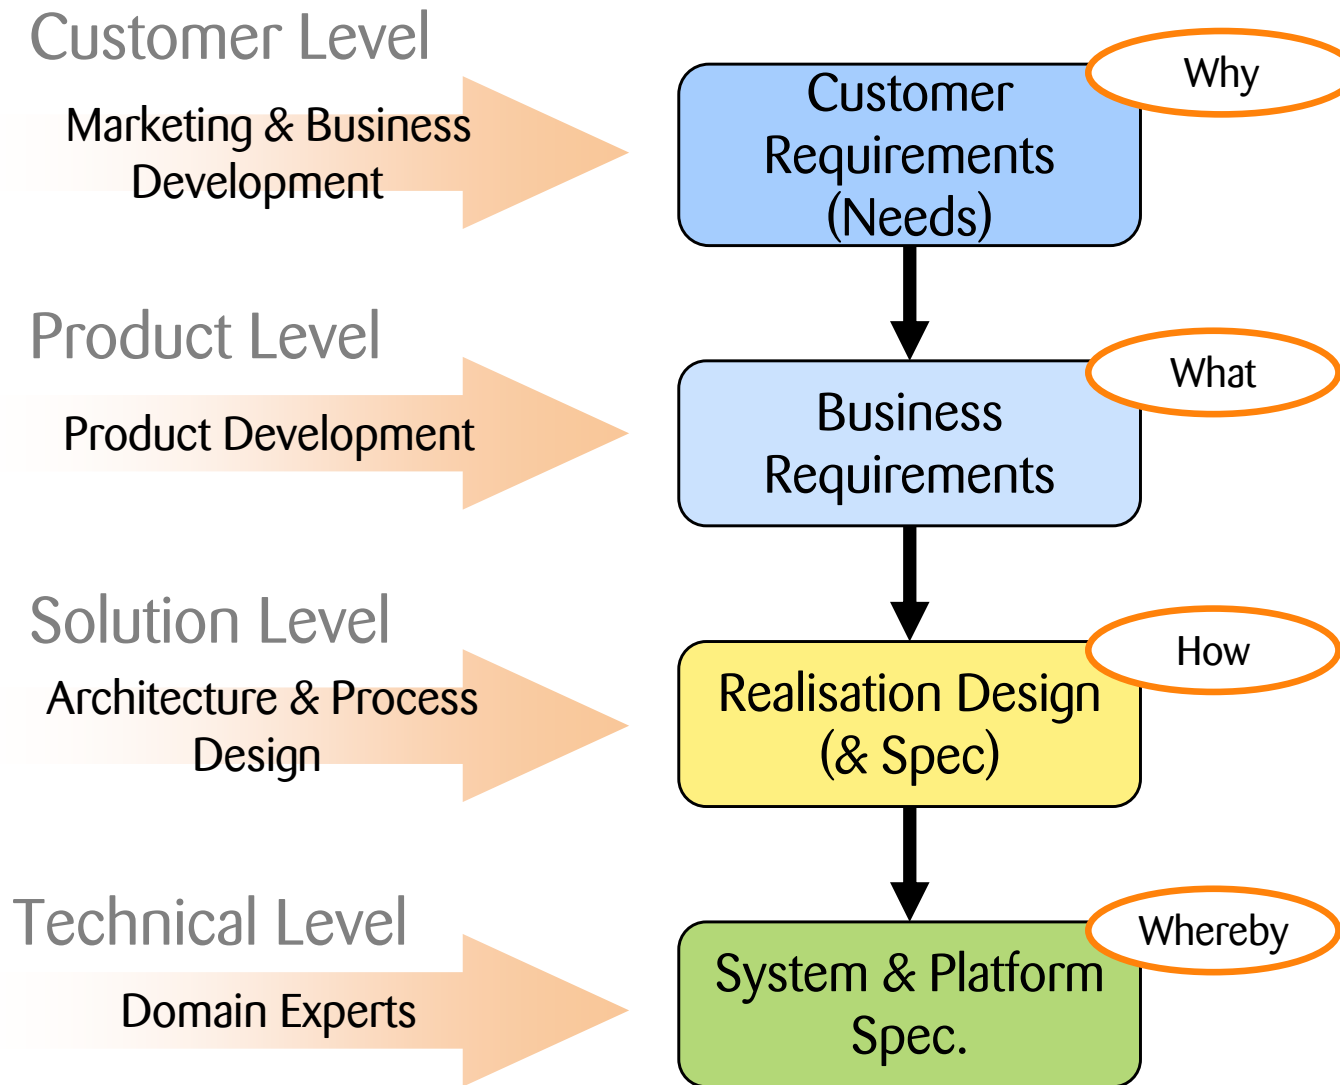 Customer Level
Marketing & Business
Development
Customer
Requirements
(Needs)
Why
Product Level
Product Development
Business
Requirements
What
Solution Level
Architecture & Process
Design
Realisation Design
(& Spec)
How
Technical Level
Domain Experts
System & Platform
Spec.
Whereby